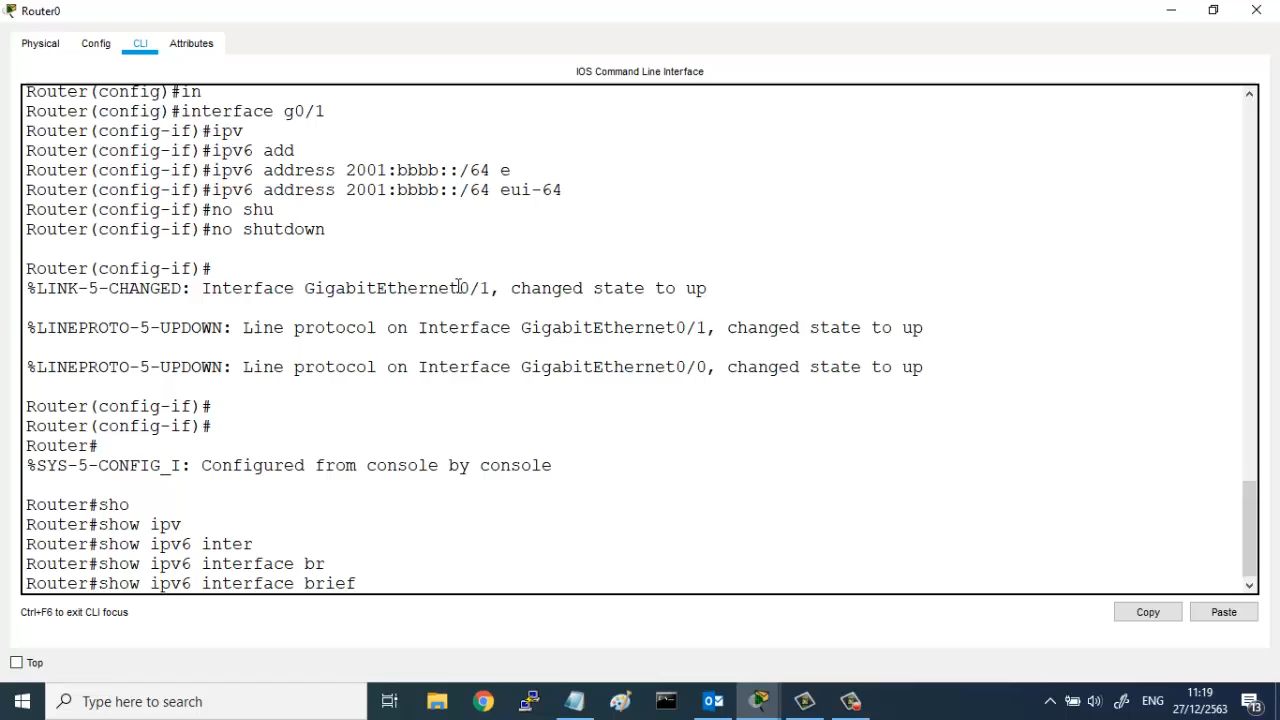 Router0
Physical
Config
CLI
Attributes
IOS Command Line Interface
Router(config)#in
Router(config)#interface g0/1
Router(config-if)#ipv
Router(config-if)#ipv6 add
Router(config-if)#ipv6 address 2001:bbbb::/64 e
Router(config-if)#ipv6 address 2001:bbbb::/64 eui-64
Router(config-if)#no shu
Router(config-if)#no shutdown
Router(config-if)#
%LINK-5-CHANGED: Interface GigabitEthernet0/1, changed state to up
%LINEPROTO-5-UPDOWN: Line protocol on Interface GigabitEthernet0/1, changed state to up
%LINEPROTO-5-UPDOWN: Line protocol on Interface GigabitEthernet0/0, changed state to up
Router(config-if)#
Router(config-if)#
Router#
%SYS-5-CONFIG_I: Configured from console by console
Router#sho
Router#show ipv
Router#show ipv6 inter
Router#show ipv6 interface br
Router#show ipv6 interface brief
Ctrl+F6 to exit CLI focus
Copy
Paste
Top
Type here to search
ENG
11:19
27/12/2563
13